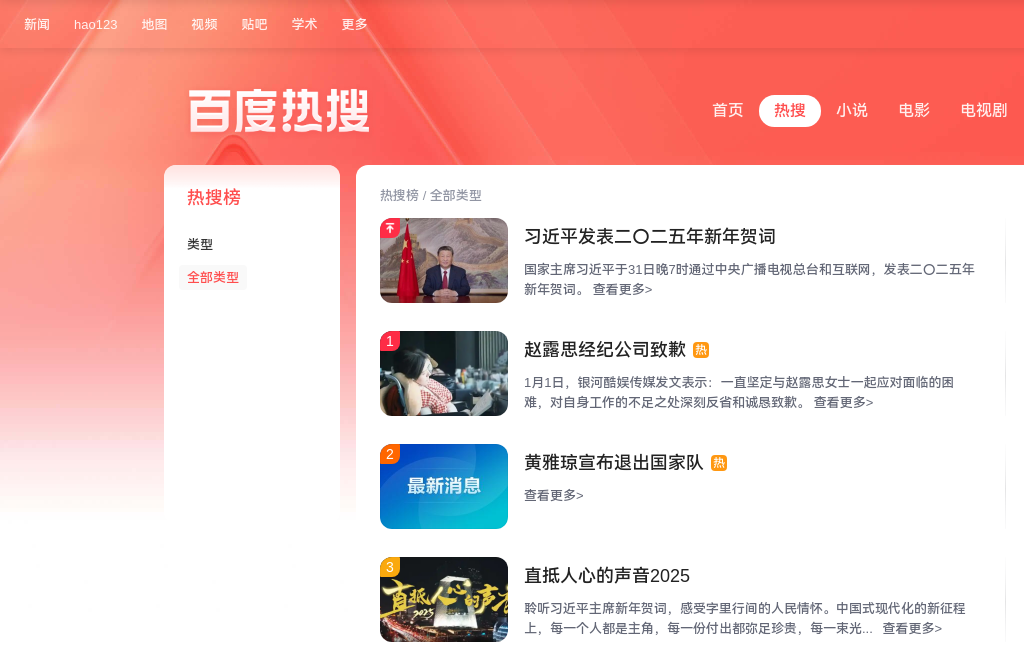 新闻 hao123 地图 视频 贴吧 学术 更多
百度热搜
首页 热搜 小说 电影 电视剧
热搜榜
类型
全部类型
热搜榜 / 全部类型
习近平发表二〇二五年新年贺词
国家主席习近平于31日晚7时通过中央广播电视总台和互联网，发表二〇二五年
新年贺词。 查看更多>
1
赵露思经纪公司致歉 热
1月1日，银河酷娱传媒发文表示：一直坚定与赵露思女士一起应对面临的困
难，对自身工作的不足之处深刻反省和诚恳致歉。 查看更多>
2
最新消息
黄雅琼宣布退出国家队 热
查看更多>
3
直抵人心的声音
2025
直抵人心的声音2025
聆听习近平主席新年贺词，感受字里行间的人民情怀。中国式现代化的新征程
上，每一个人都是主角，每一份付出都弥足珍贵，每一束光... 查看更多>